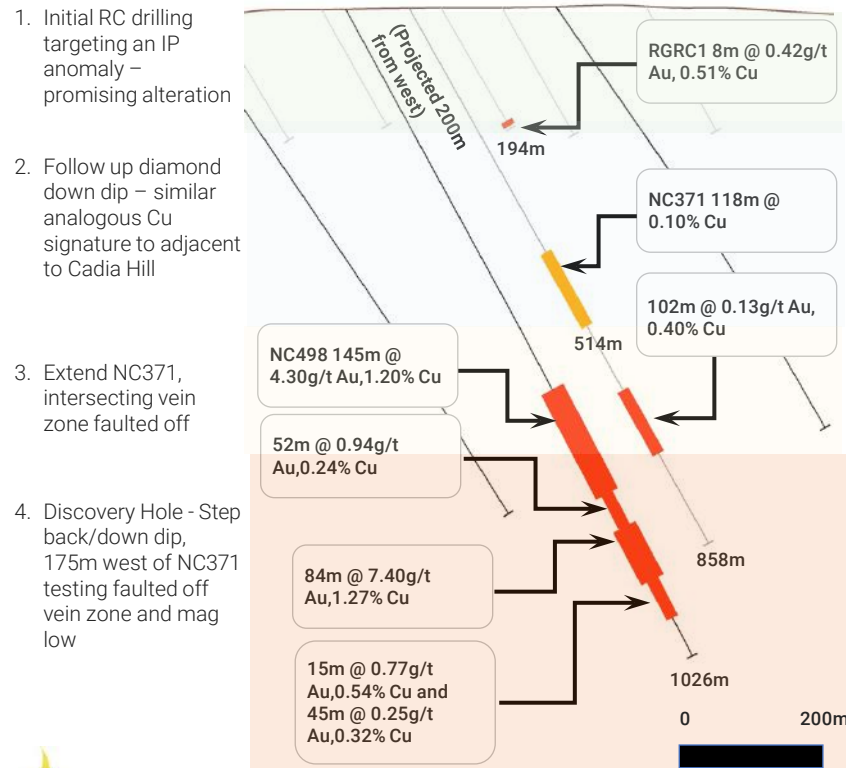 1. Initial RC drilling
targeting an IP
anomaly –
promising alteration
2. Follow up diamond
down dip – similar
analogous Cu
signature to adjacent
to Cadia Hill
3. Extend NC371,
intersecting vein
zone faulted off
4. Discovery Hole - Step
back/down dip,
175m west of NC371
testing faulted off
vein zone and mag
low
(Projected 200m
from west)
RGRC1 8m @ 0.42g/t
Au, 0.51% Cu
194m
NC371 118m @
0.10% Cu
514m
102m @ 0.13g/t Au,
0.40% Cu
NC498 145m @
4.30g/t Au,1.20% Cu
52m @ 0.94g/t
Au,0.24% Cu
858m
84m @ 7.40g/t
Au,1.27% Cu
15m @ 0.77g/t
Au,0.54% Cu and
45m @ 0.25g/t
Au,0.32% Cu
1026m
0 200m